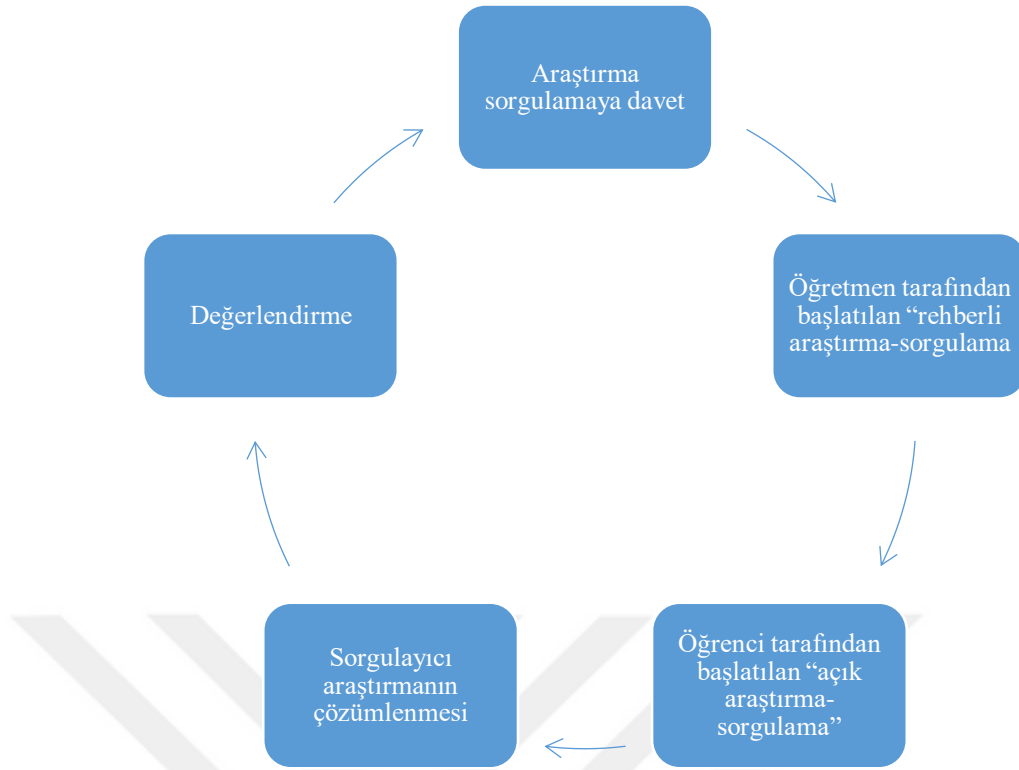 Araştırma
sorgulamaya davet
Öğretmen tarafından
başlatılan “rehberli
araştırma-sorgulama
Öğrenci tarafından
başlatılan “açık
araştırma-
sorgulama”
Sorgulayıcı
araştırmanın
çözümlenmesi
Değerlendirme